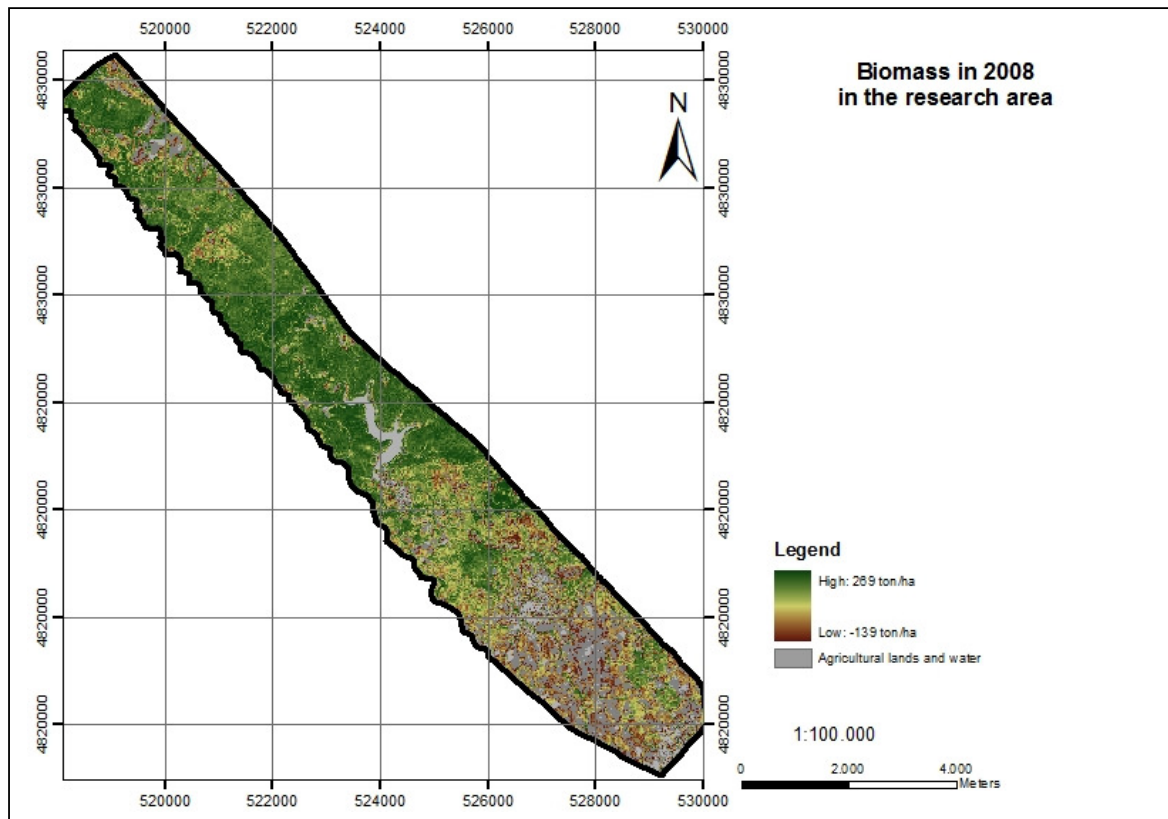 520000 522000 524000 526000 528000 530000
Biomass in 2008
in the research area
N
4830000 4830000
4830000 4830000
4830000 4830000
4820000 4820000
4820000 4820000
4820000 4820000
4820000 4820000
Legend
High: 269 ton/ha
Low: -139 ton/ha
Agricultural lands and water
1:100.000
0 2.000 4.000
Meters
520000 522000 524000 526000 528000 530000